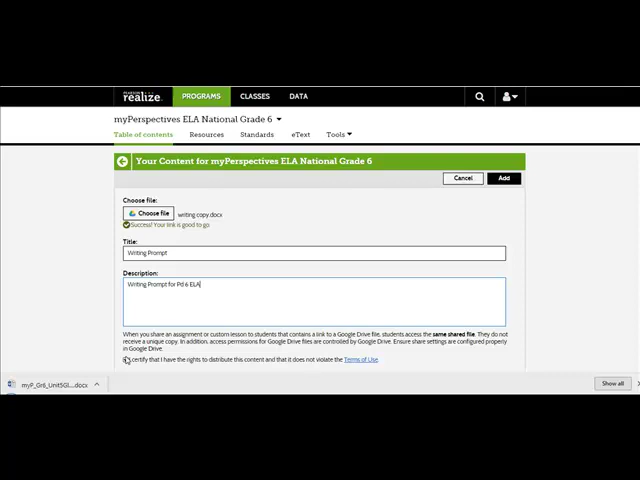 PEARSON
realize.
PROGRAMS
CLASSES
DATA
myPerspectives ELA National Grade 6
Table of contents
Resources
Standards
eText
Tools
Your Content for myPerspectives ELA National Grade 6
Cancel
Add
Choose file:
Choose file
writing copy.docx
Success! Your link is good to go
Title:
Writing Prompt
Description:
Writing Prompt for Pd 6 ELA
When you share an assignment or custom lesson to students that contains a link to a Google Drive file, students access the same shared file. They do not
receive a unique copy. In addition, access permissions for Google Drive files are controlled by Google Drive. Ensure share settings are configured properly
in Google Drive.
certify that I have the rights to distribute this content and that it does not violate the Terms of Use.
myP_Gr6_Unit5Gl....docx
Show all